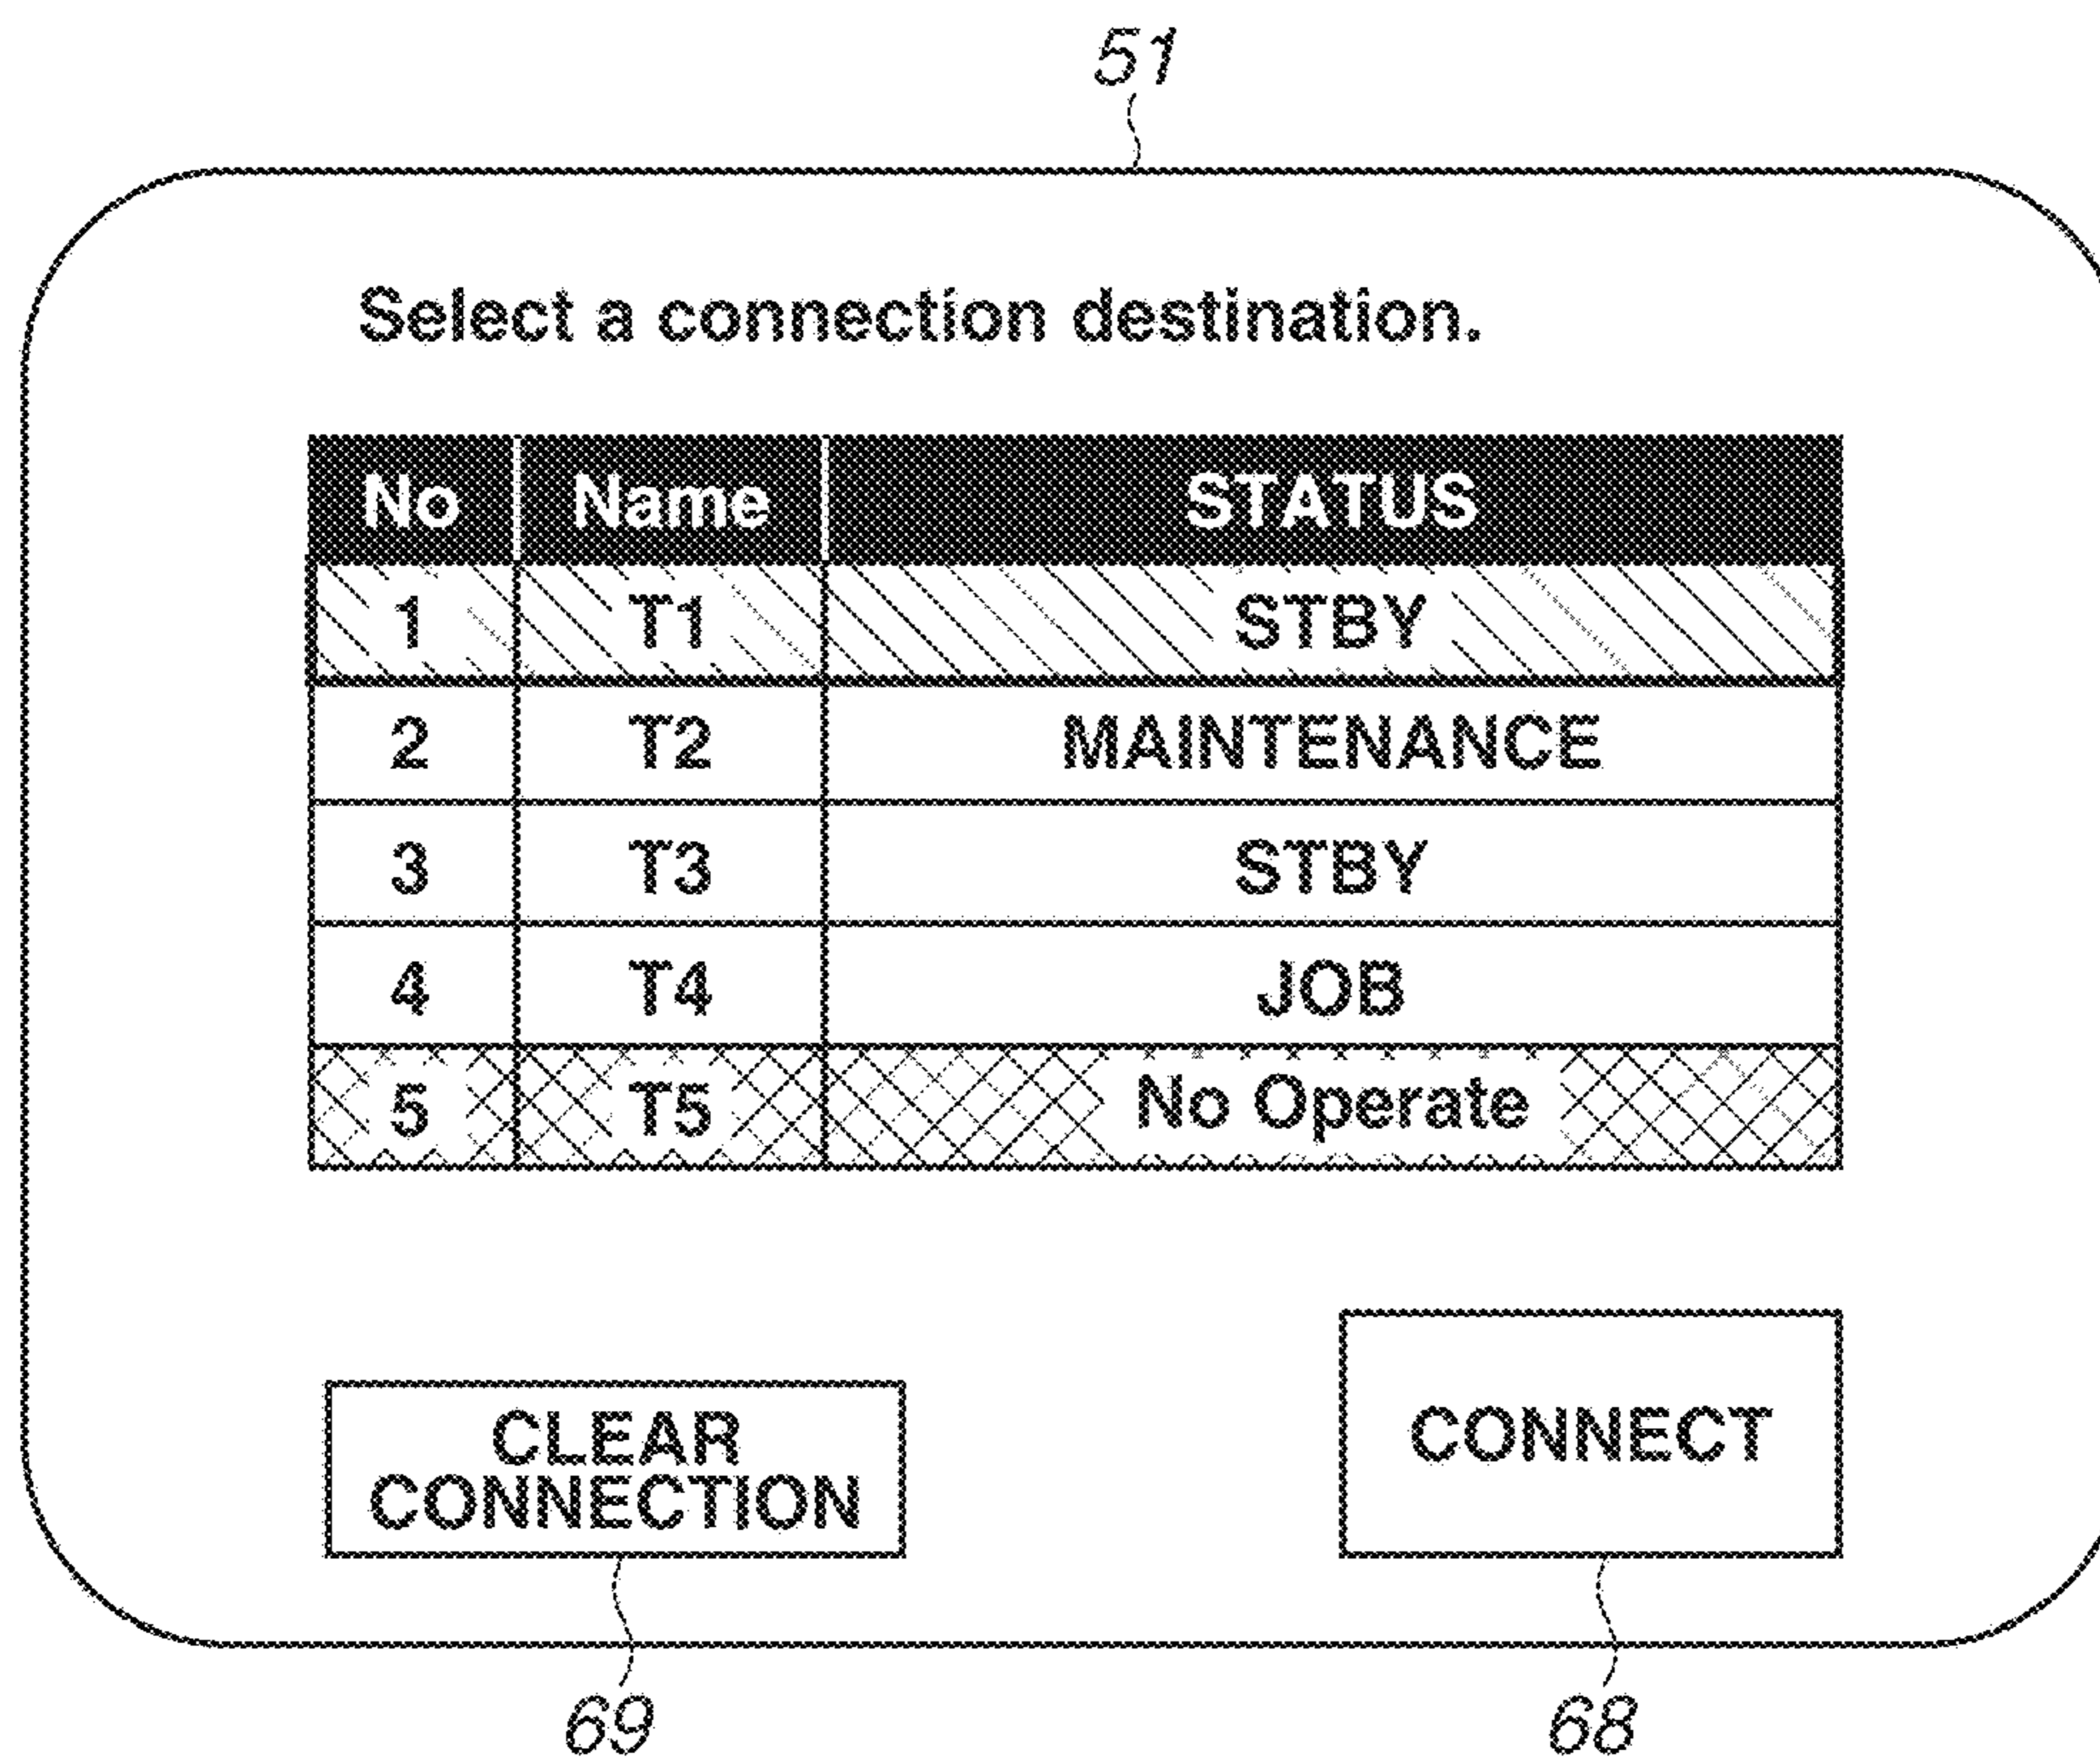 51
Select a connection destination.
No Name STATUS
1 T1 STBY
2 T2 MAINTENANCE
3 T3 STBY
4 T4 JOB
5 T5 No Operate
CLEAR
CONNECTION
CONNECT
69
68